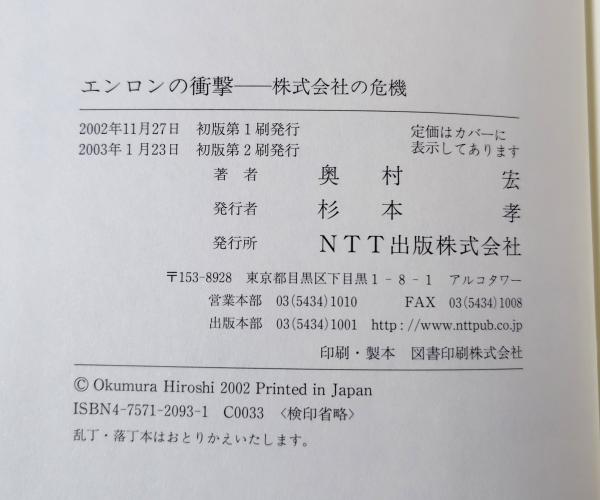 エンロンの衝撃――株式会社の危機
2002年11月27日 初版第1刷発行
2003年1月23日 初版第2刷発行
定価はカバーに
表示してあります
著者 奥村 宏
発行者 杉本 孝
発行所 NTT出版株式会社
〒153-8928 東京都目黒区下目黒1-8-1 アルコタワー
営業本部 03(5434)1010 FAX 03(5434)1008
出版本部 03(5434)1001 http://www.nttpub.co.jp
印刷・製本 図書印刷株式会社
© Okumura Hiroshi 2002 Printed in Japan
ISBN4-7571-2093-1 C0033 〈検印省略〉
乱丁・落丁本はおとりかえいたします。